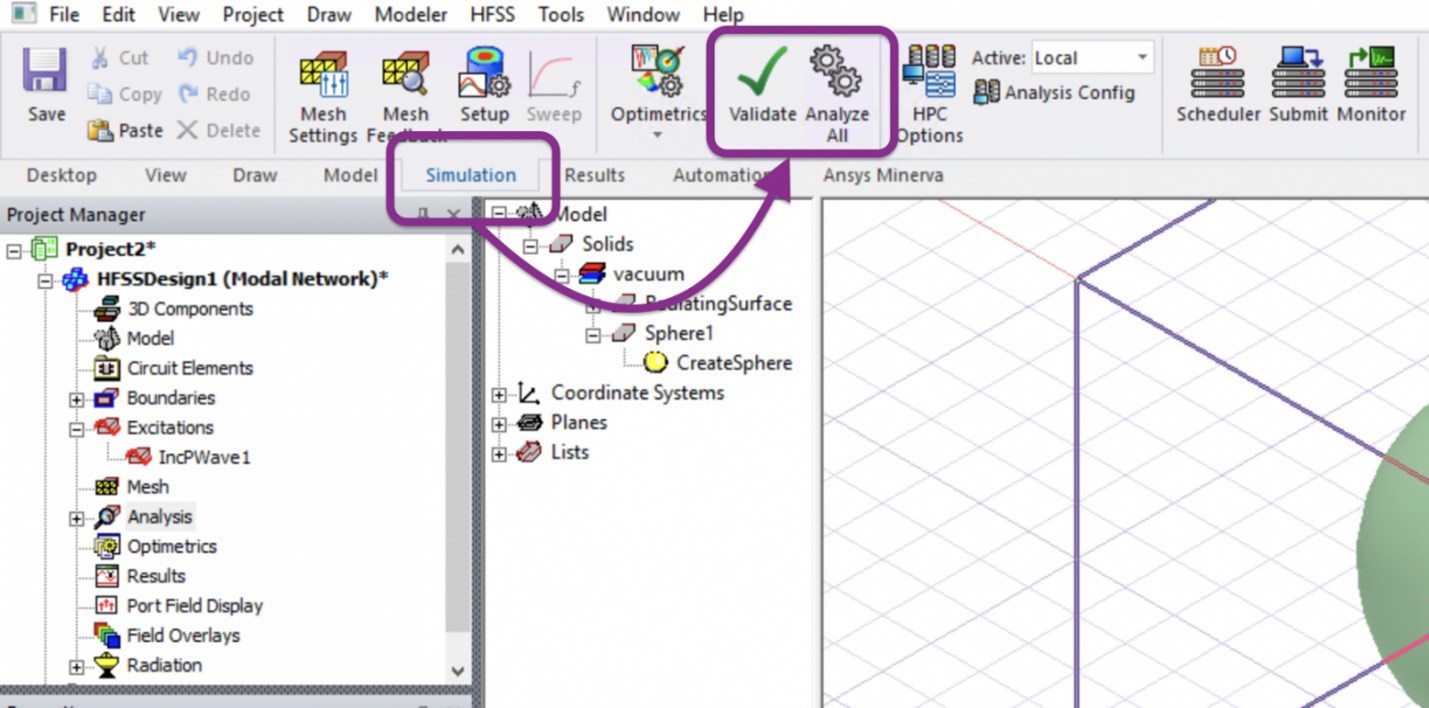 File Edit View Project Draw Modeler HFSS Tools Window Help
Save
Cut
Copy
Paste
Undo
Redo
Delete
Mesh
Settings
Mesh
Feedback
Setup
Sweep
Optimetrics
Validate
Analyze
All
HPC
Options
Active: Local
Analysis Config
Scheduler Submit Monitor
Desktop View Draw Model Simulation Results Automation Ansys Minerva
Project Manager
Project2*
HFSSDesign1 (Modal Network)*
3D Components
Model
Circuit Elements
Boundaries
Excitations
IncPWave1
Mesh
Analysis
Optimetrics
Results
Port Field Display
Field Overlays
Radiation
Model
Solids
vacuum
RadiatingSurface
Sphere1
CreateSphere
Coordinate Systems
Planes
Lists